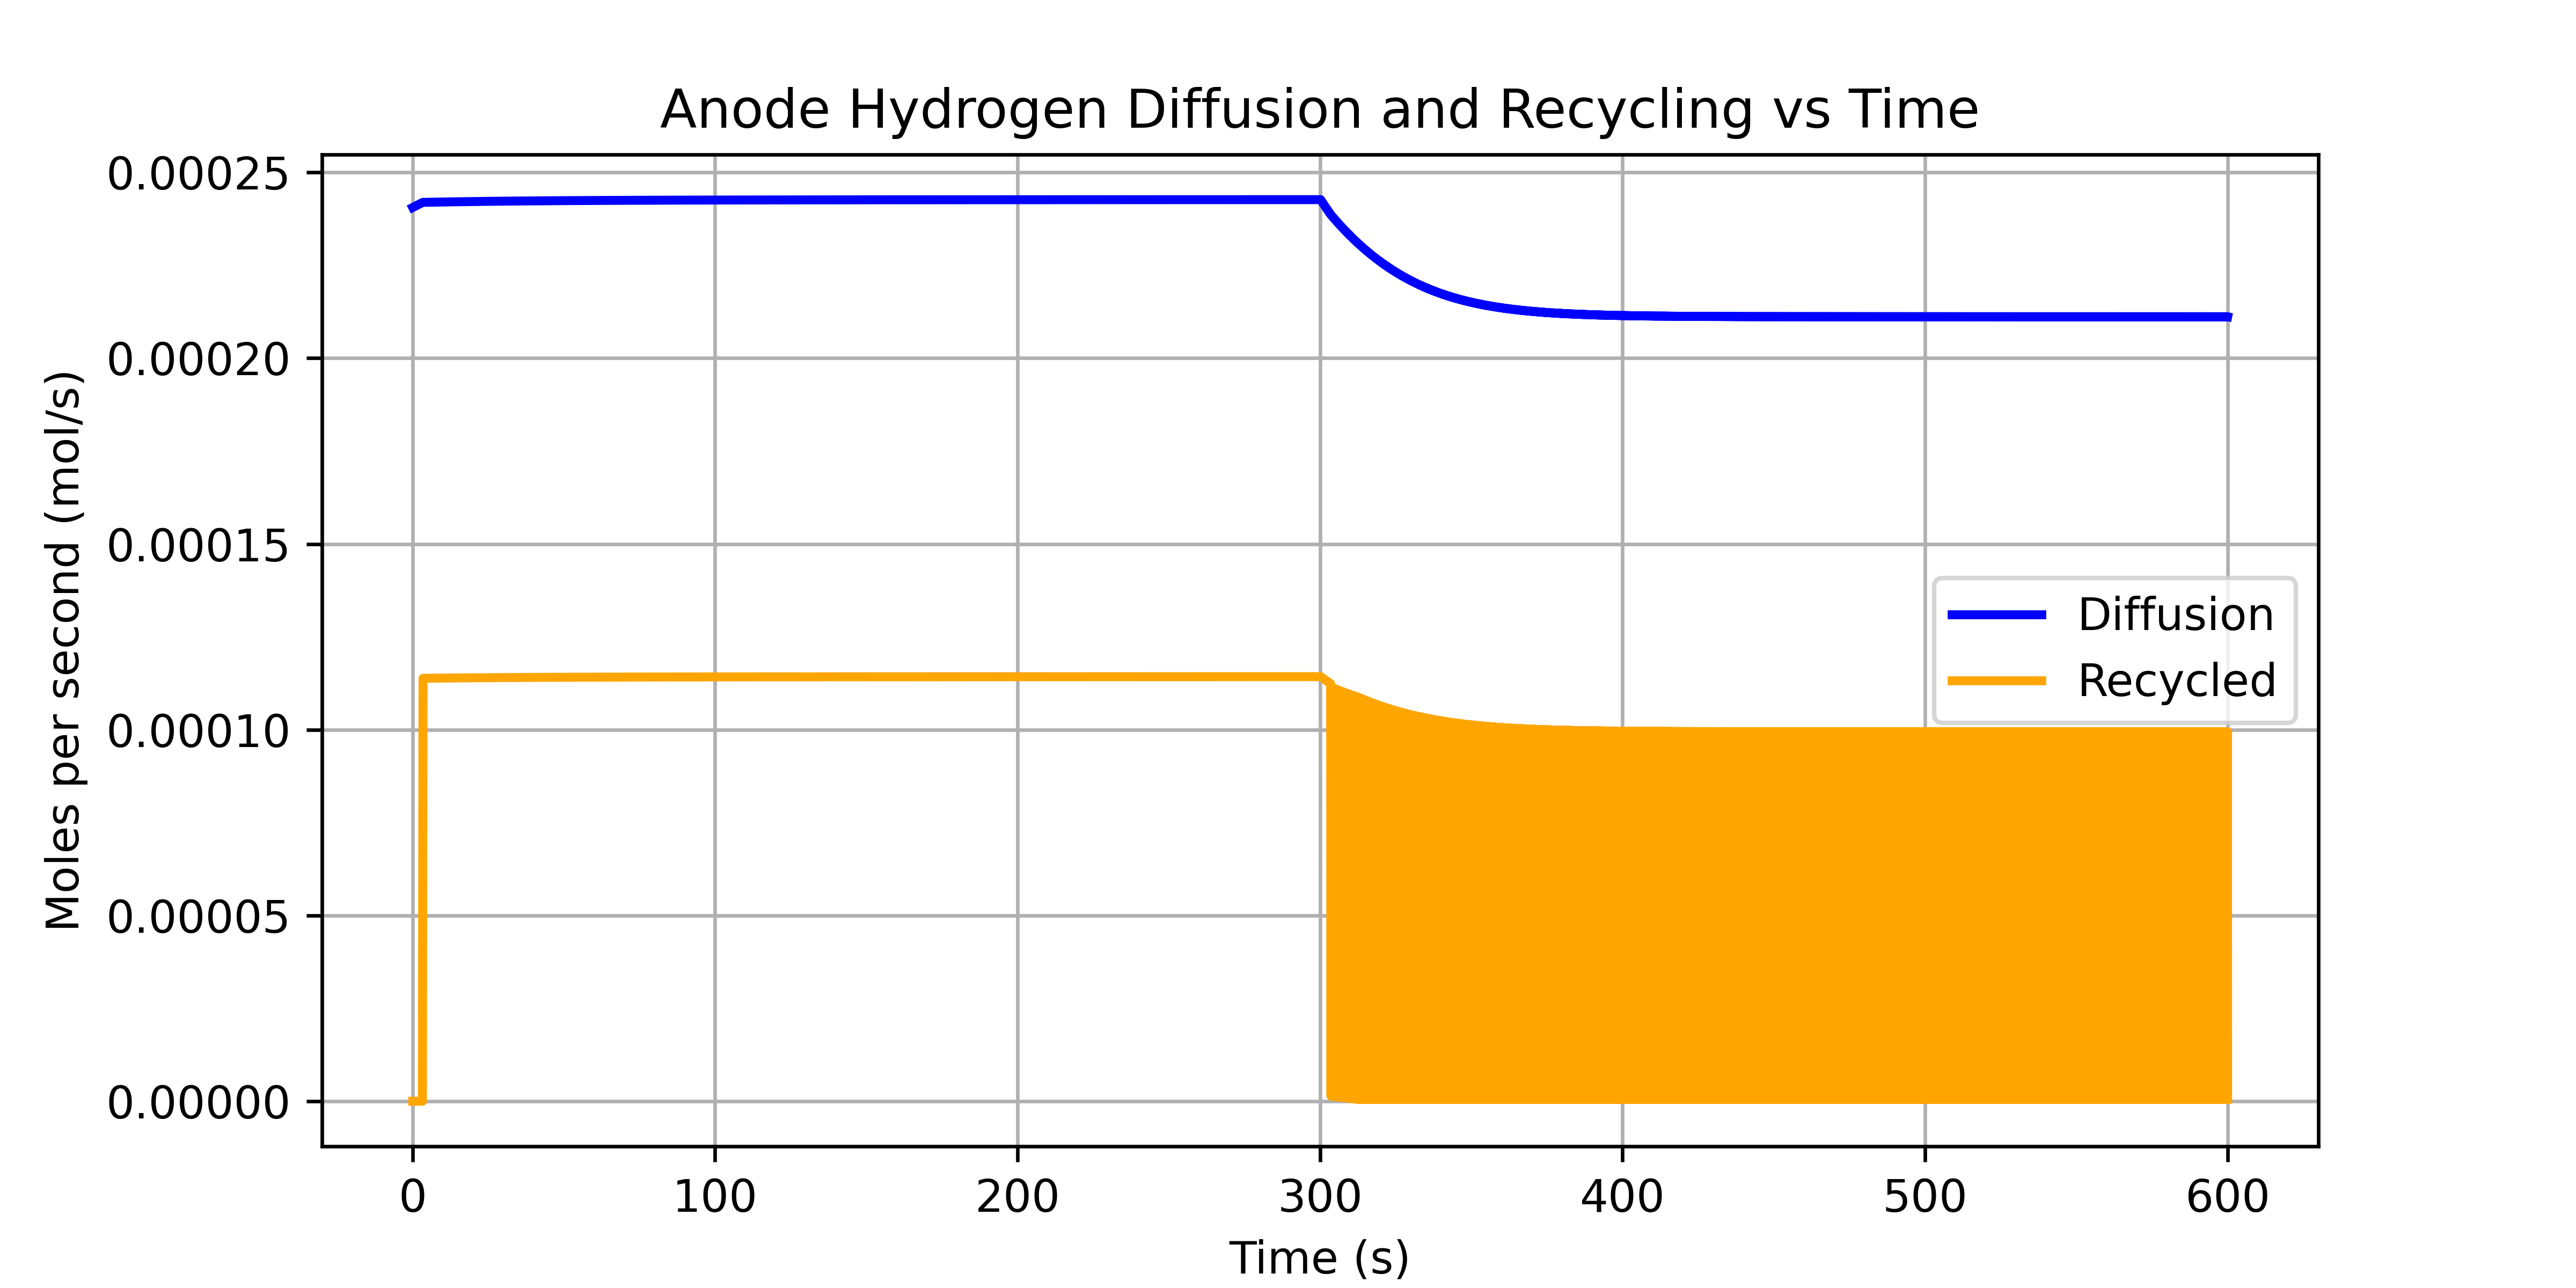 Anode Hydrogen Diffusion and Recycling vs Time
0.00025
0.00020
0.00015
0.00010
0.00005
0.00000
Moles per second (mol/s)
Diffusion
Recycled
0 100 200 300 400 500 600
Time (s)